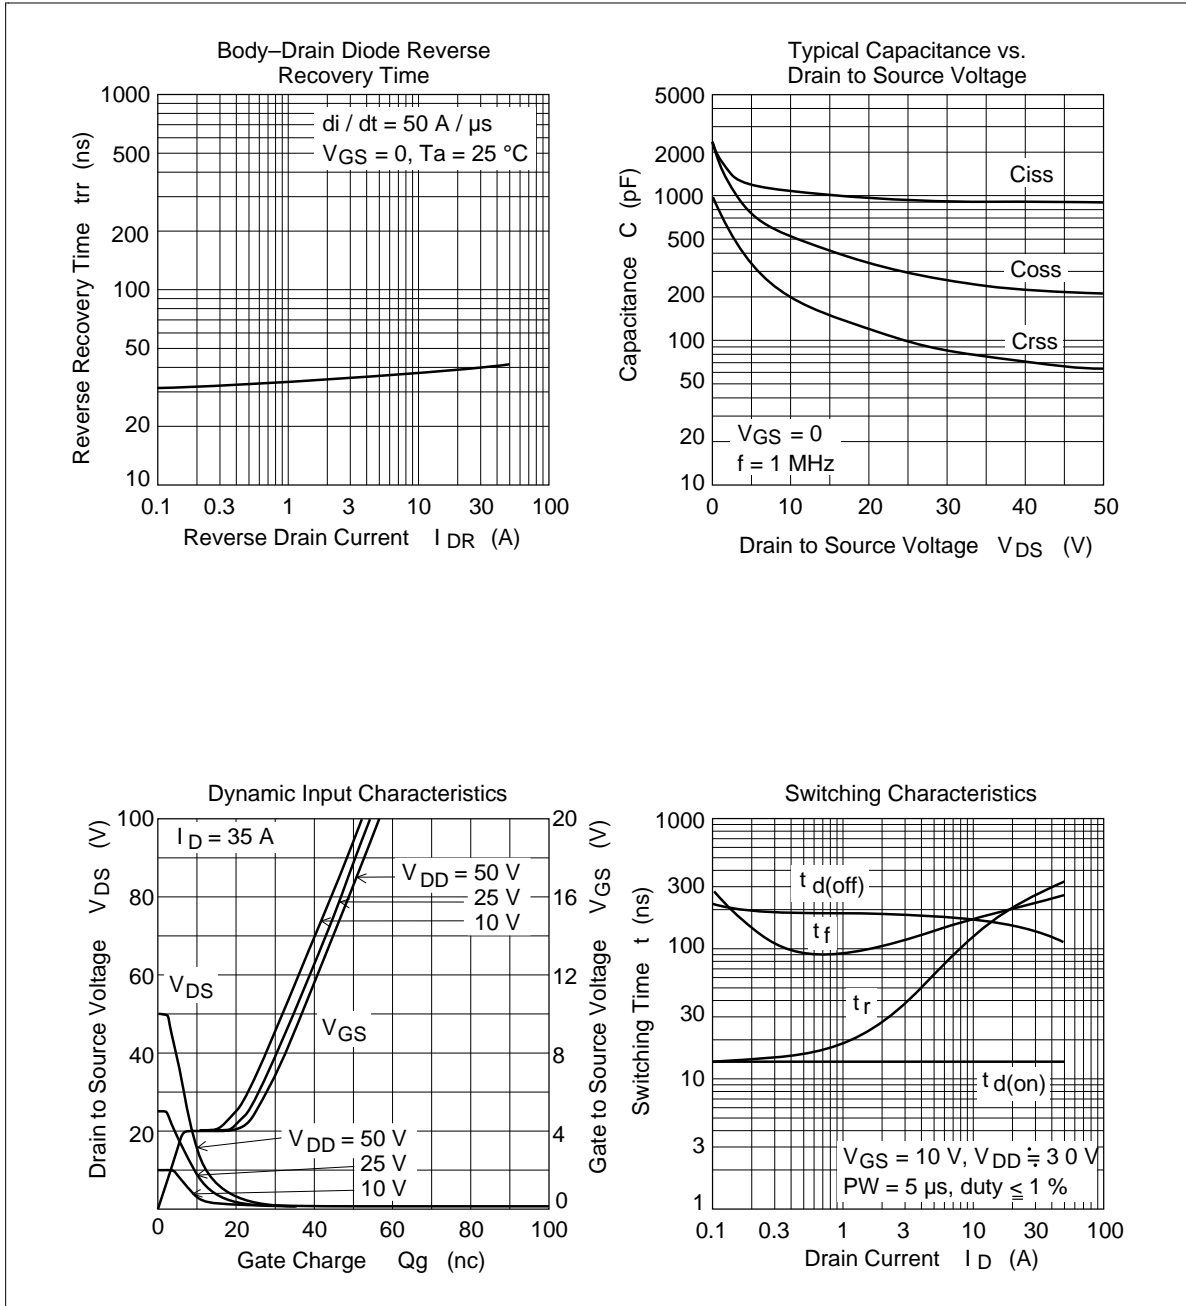 Body–Drain Diode Reverse
Recovery Time
1000
500
200
100
50
20
10
Reverse Recovery Time trr (ns)
di / dt = 50 A / µs
VGS = 0, Ta = 25 °C
0.1 0.3 1 3 10 30 100
Reverse Drain Current I DR (A)
Typical Capacitance vs.
Drain to Source Voltage
5000
2000
1000
500
200
100
50
20
10
Capacitance C (pF)
Ciss
Coss
Crss
VGS = 0
f = 1 MHz
0 10 20 30 40 50
Drain to Source Voltage VDS (V)
Dynamic Input Characteristics
100
80
60
40
20
Drain to Source Voltage VDS (V)
I D = 35 A
VDD = 50 V
25 V
10 V
VDS
VGS
VDD = 50 V
25 V
10 V
20
16
12
8
4
0
Gate to Source Voltage VGS (V)
0 20 40 60 80 100
Gate Charge Qg (nc)
Switching Characteristics
1000
300
100
30
10
3
1
Switching Time t (ns)
t d(off)
t f
t r
t d(on)
VGS = 10 V, VDD ≒ 3 0 V
PW = 5 µs, duty ≦ 1 %
0.1 0.3 1 3 10 30 100
Drain Current I D (A)